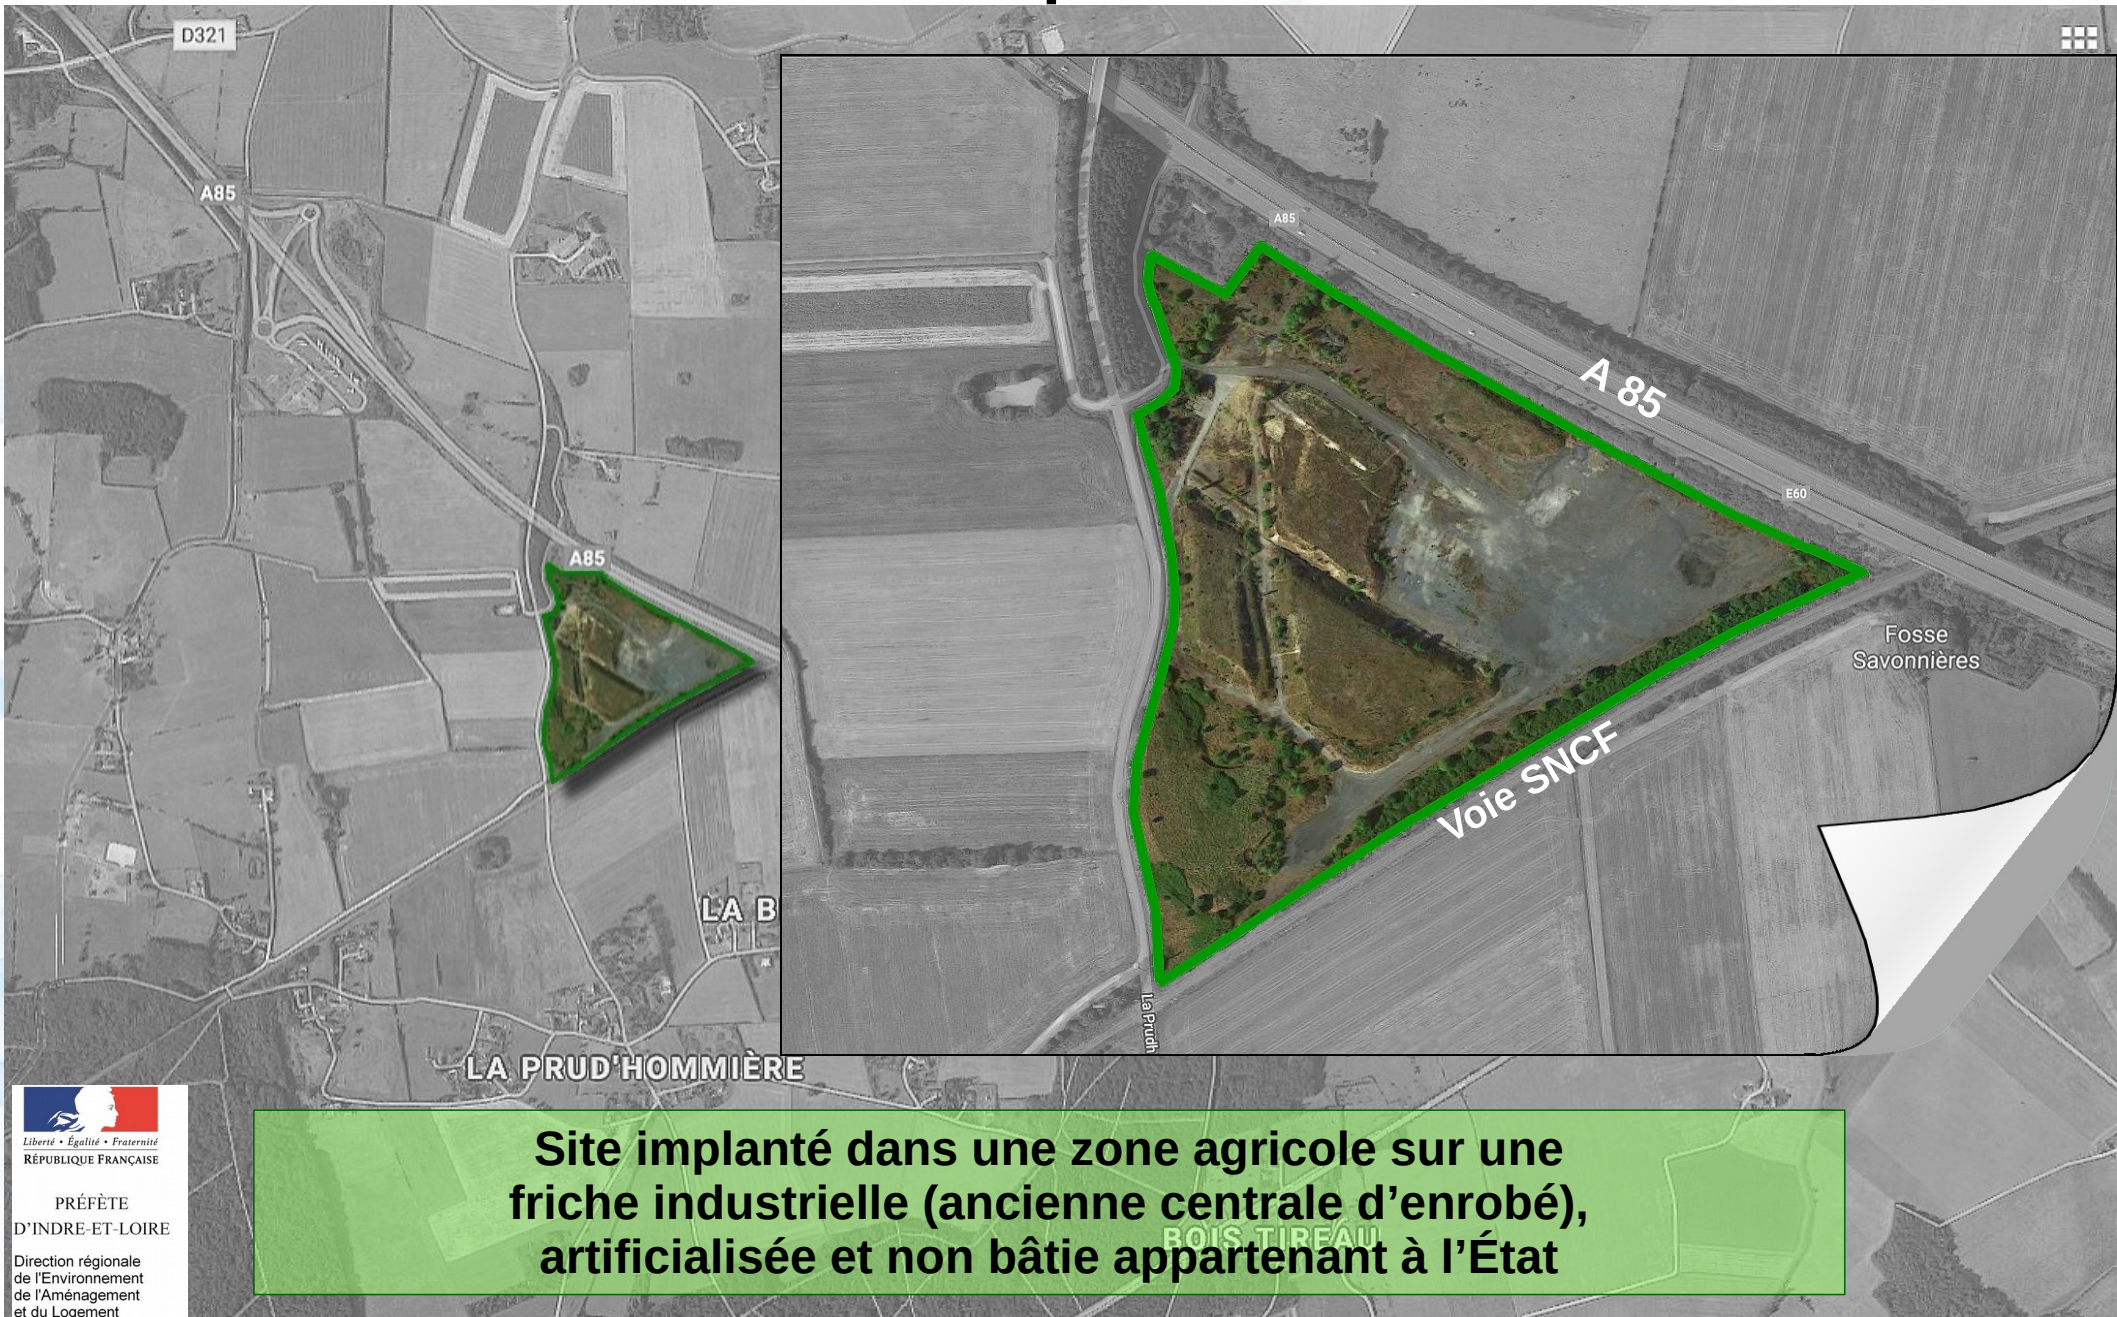 D321
A85
A85
A 85
E60
A85
Fosse
Savonnières
Voie SNCF
LA B
La Prudh
LA PRUD'HOMMIÈRE
Liberté • Égalité • Fraternité
RÉPUBLIQUE FRANÇAISE
PRÉFÈTE
D'INDRE-ET-LOIRE
Direction régionale
de l'Environnement
de l'Aménagement
et du Logement
Site implanté dans une zone agricole sur une
friche industrielle (ancienne centrale d’enrobé),
BOIS TIREAU
artificialisée et non bâtie appartenant à l’État